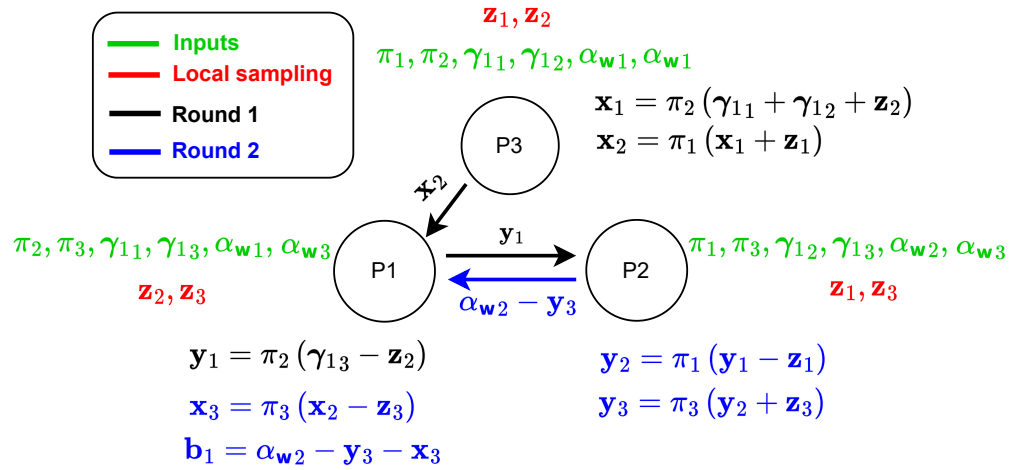 Inputs
Local sampling
Round 1
Round 2
𝐳₁, 𝐳₂
π₁, π₂, 𝛄₁₁, 𝛄₁₂, α_𝘄₁, α_𝘄₁
𝐱₁ = π₂ (𝛄₁₁ + 𝛄₁₂ + 𝐳₂)
𝐱₂ = π₁ (𝐱₁ + 𝐳₁)
P3
𝐱₂
π₂, π₃, 𝛄₁₁, 𝛄₁₃, α_𝘄₁, α_𝘄₃
𝐳₂, 𝐳₃
P1
𝐲₁
α_𝘄₂ − 𝐲₃
P2
π₁, π₃, 𝛄₁₂, 𝛄₁₃, α_𝘄₂, α_𝘄₃
𝐳₁, 𝐳₃
𝐲₁ = π₂ (𝛄₁₃ − 𝐳₂)
𝐱₃ = π₃ (𝐱₂ − 𝐳₃)
𝐛₁ = α_𝘄₂ − 𝐲₃ − 𝐱₃
𝐲₂ = π₁ (𝐲₁ − 𝐳₁)
𝐲₃ = π₃ (𝐲₂ + 𝐳₃)